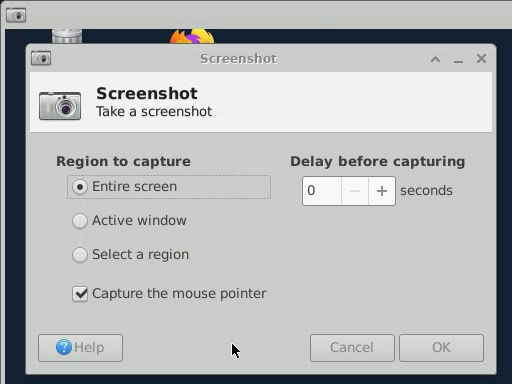 Screenshot
Screenshot
Take a screenshot
Region to capture
Delay before capturing
Entire screen
0
seconds
Active window
Select a region
Capture the mouse pointer
Help
Cancel
OK